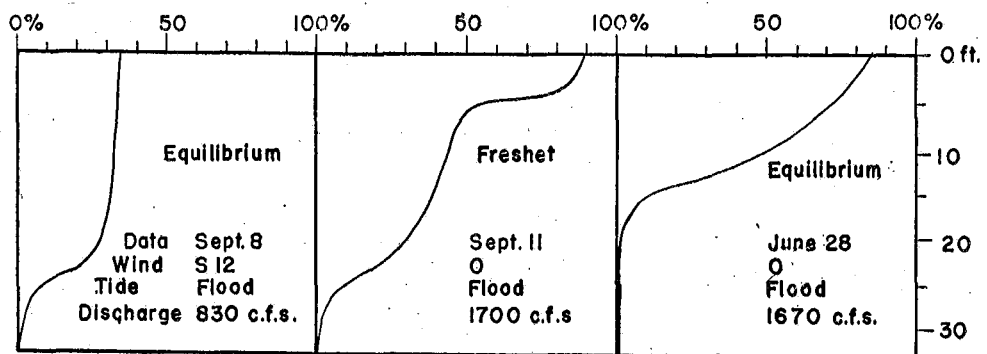 0% 50 100% 50 100% 50 100%
0 ft.
Equilibrium Freshet 10
Equilibrium
Data Sept. 8 Sept. 11 June 28 20
Wind S 12 0 0
Tide Flood Flood Flood
Discharge 830 c.f.s. 1700 c.f.s 1670 c.f.s.
30